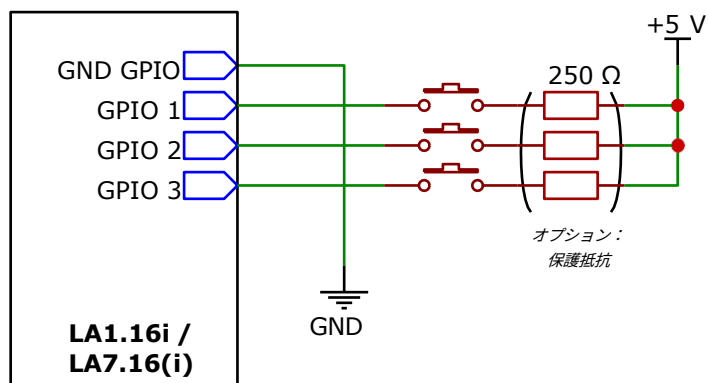 +5 V
GND GPIO
250 Ω
GPIO 1
GPIO 2
GPIO 3
オプション：
保護抵抗
GND
LA1.16i /
LA7.16(i)